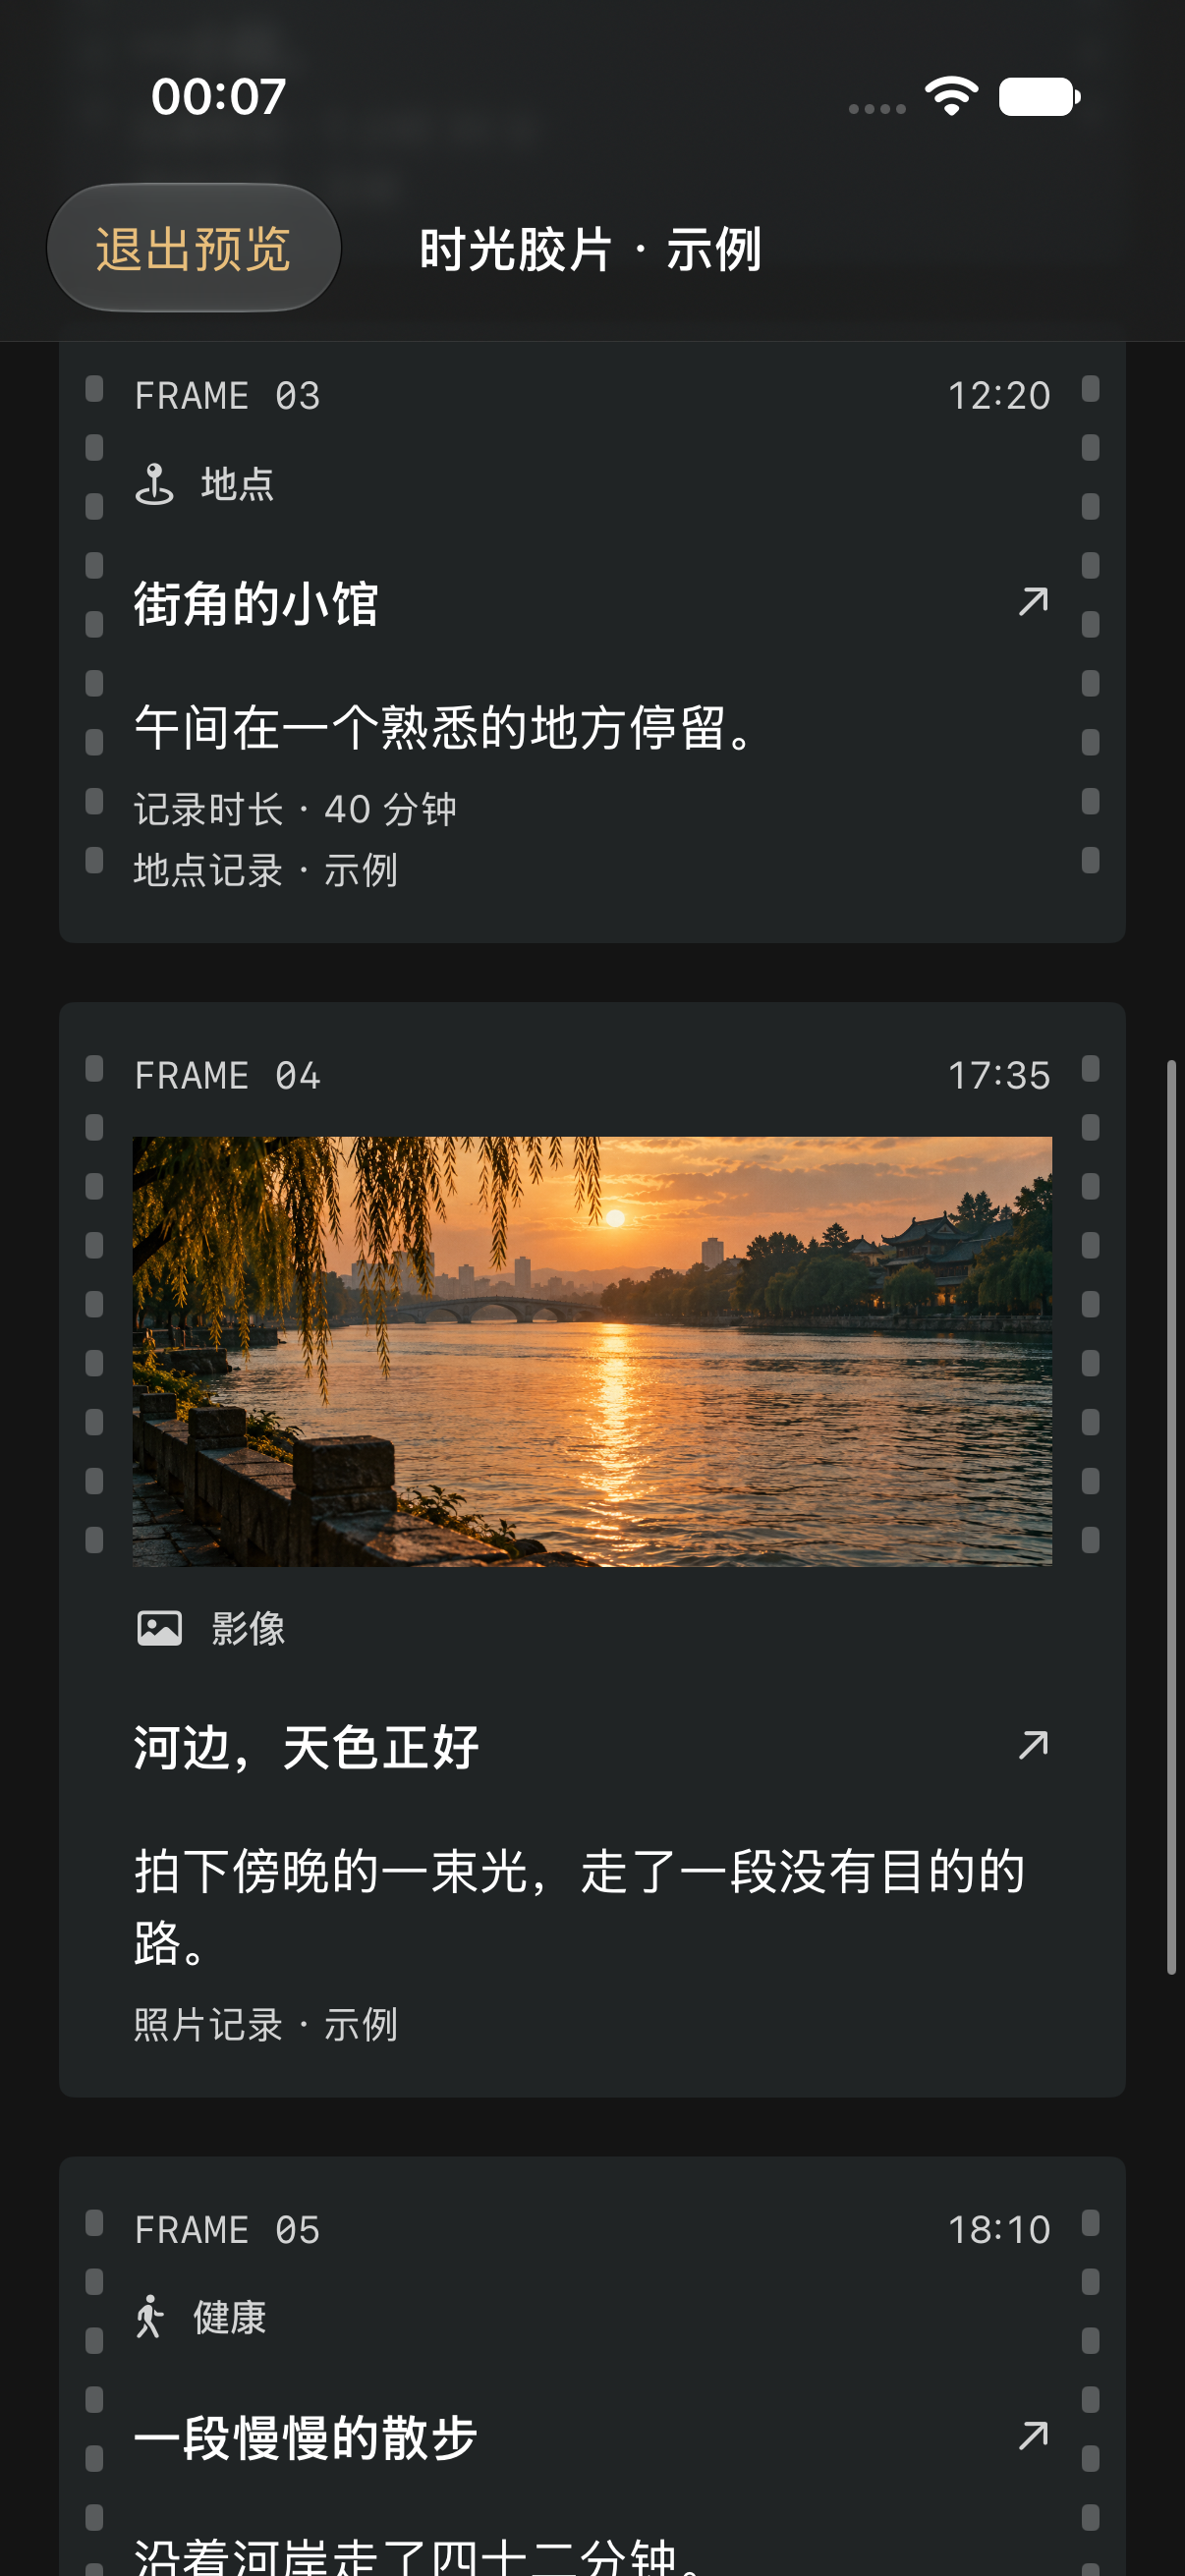 00:07
退出预览
时光胶片 · 示例
FRAME 03
12:20
地点
街角的小馆
午间在一个熟悉的地方停留。
记录时长 · 40 分钟
地点记录 · 示例
FRAME 04
17:35
影像
河边，天色正好
拍下傍晚的一束光，走了一段没有目的的
路。
照片记录 · 示例
FRAME 05
18:10
健康
一段慢慢的散步
沿着河岸走了四十二分钟。